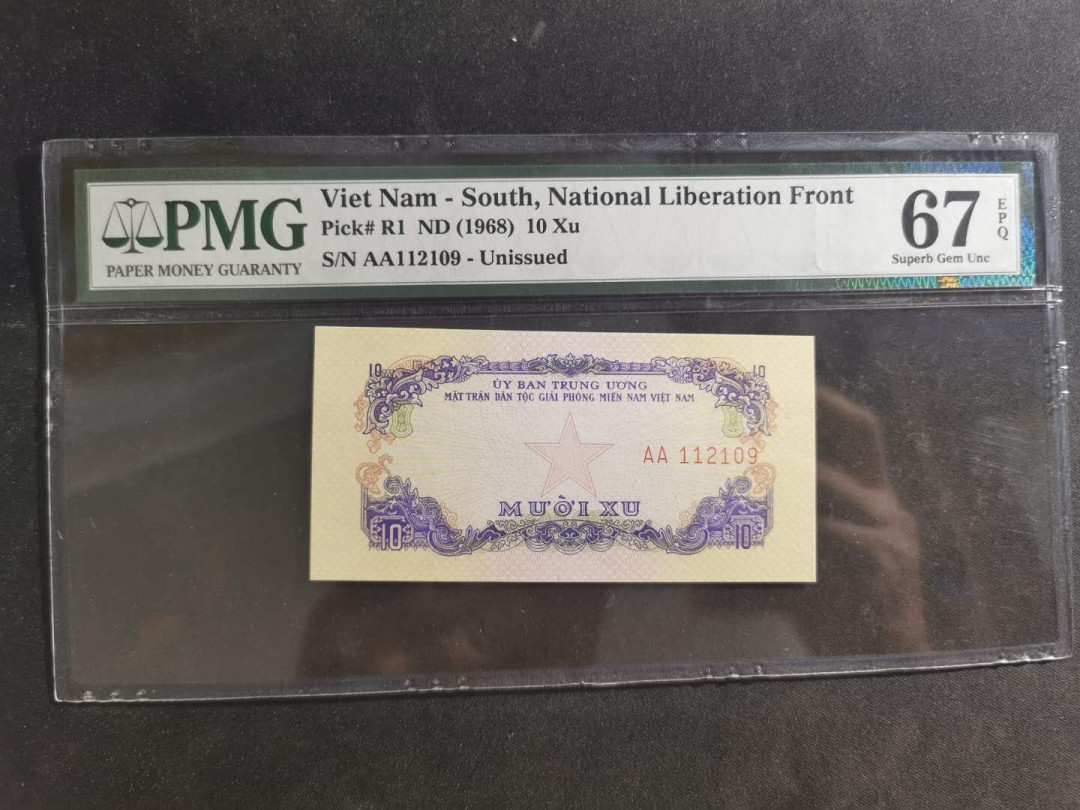 PMG
PAPER MONEY GUARANTY
Viet Nam - South, National Liberation Front
Pick# R1 ND (1968) 10 Xu
S/N AA112109 - Unissued
67
EPQ
Superb Gem Unc
10
10
ỦY BAN TRUNG ƯƠNG
MẶT TRẬN DÂN TỘC GIẢI PHÓNG MIỀN NAM VIỆT NAM
AA 112109
MƯỜI XU
10
10